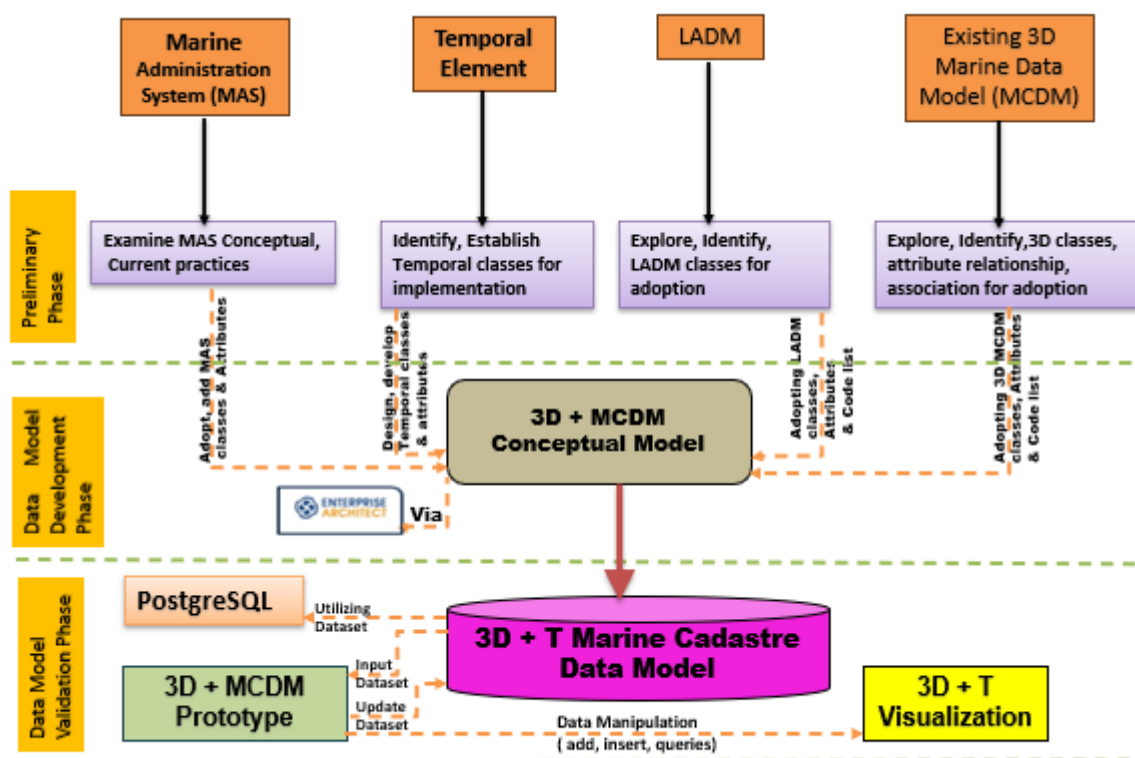 Marine
Administration
System (MAS)
Temporal
Element
LADM
Existing 3D
Marine Data
Model (MCDM)
Preliminary
Phase
Examine MAS Conceptual,
Current practices
Identify, Establish
Temporal classes for
implementation
Explore, Identify,
LADM classes for
adoption
Explore, Identify,3D classes,
attribute relationship,
association for adoption
Adopt, add MAS
classes & Attributes
Design, develop
Temporal classes
& attributes
Adopting LADM
classes,
Attributes
& Code list
Adopting 3D MCDM
classes, Attributes
& Code list
Data Model
Development
Phase
3D + MCDM
Conceptual Model
ENTERPRISE
ARCHITECT
Via
Data Model
Validation Phase
PostgreSQL
Utilizing
Dataset
3D + T Marine Cadastre
Data Model
Input
Dataset
3D + MCDM
Prototype
Update
Dataset
Data Manipulation
( add, insert, queries)
3D + T
Visualization